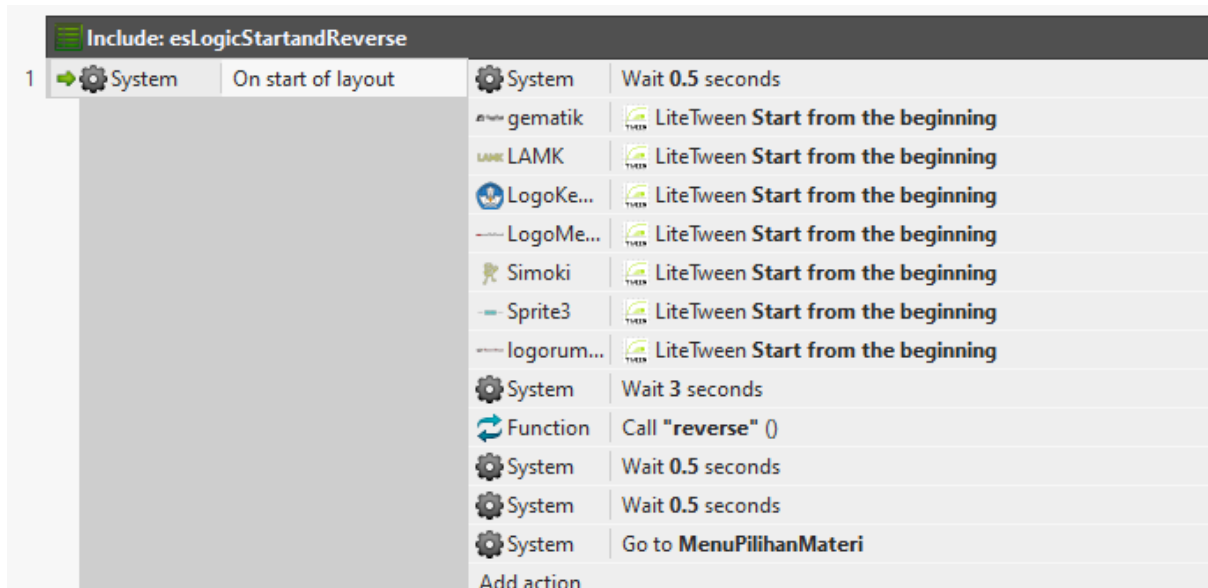 Include: esLogicStartandReverse
1 System On start of layout System Wait 0.5 seconds
gematik LiteTween Start from the beginning
LAMK LiteTween Start from the beginning
LogoKe... LiteTween Start from the beginning
LogoMe... LiteTween Start from the beginning
Simoki LiteTween Start from the beginning
Sprite3 LiteTween Start from the beginning
logorum... LiteTween Start from the beginning
System Wait 3 seconds
Function Call "reverse" ()
System Wait 0.5 seconds
System Wait 0.5 seconds
System Go to MenuPilihanMateri
Add action